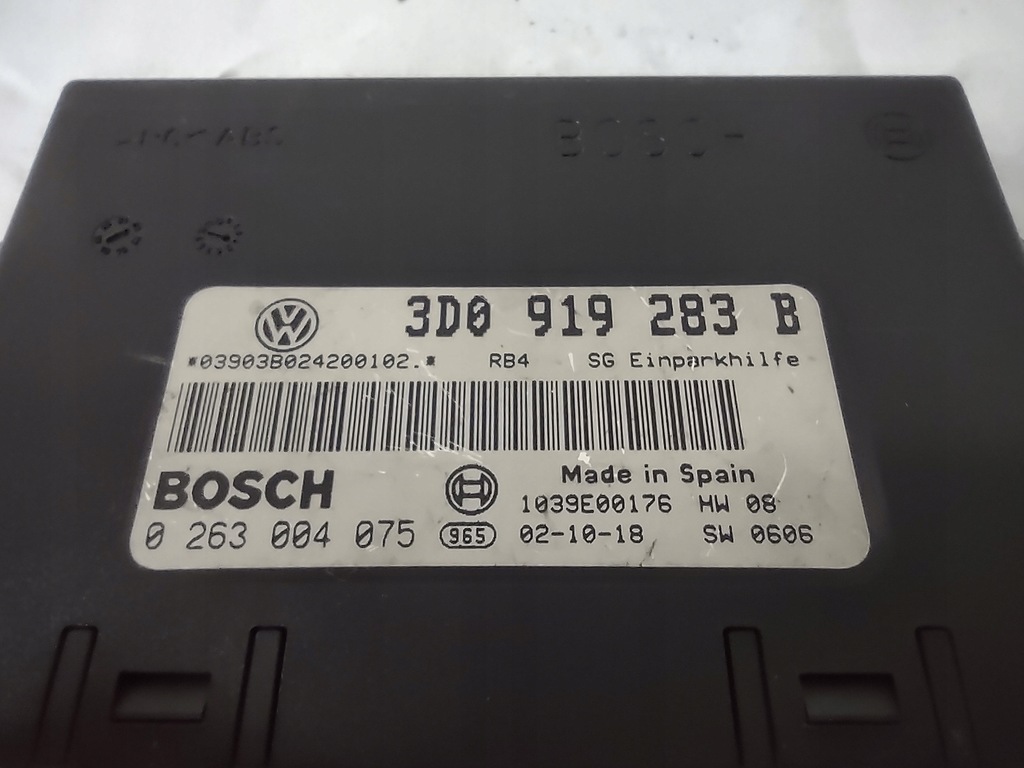 3D0 919 283 B
*03903B024200102.* RB4 SG Einparkhilfe
BOSCH Made in Spain
1039E00176 HW 08
0 263 004 075 965 02-10-18 SW 0606